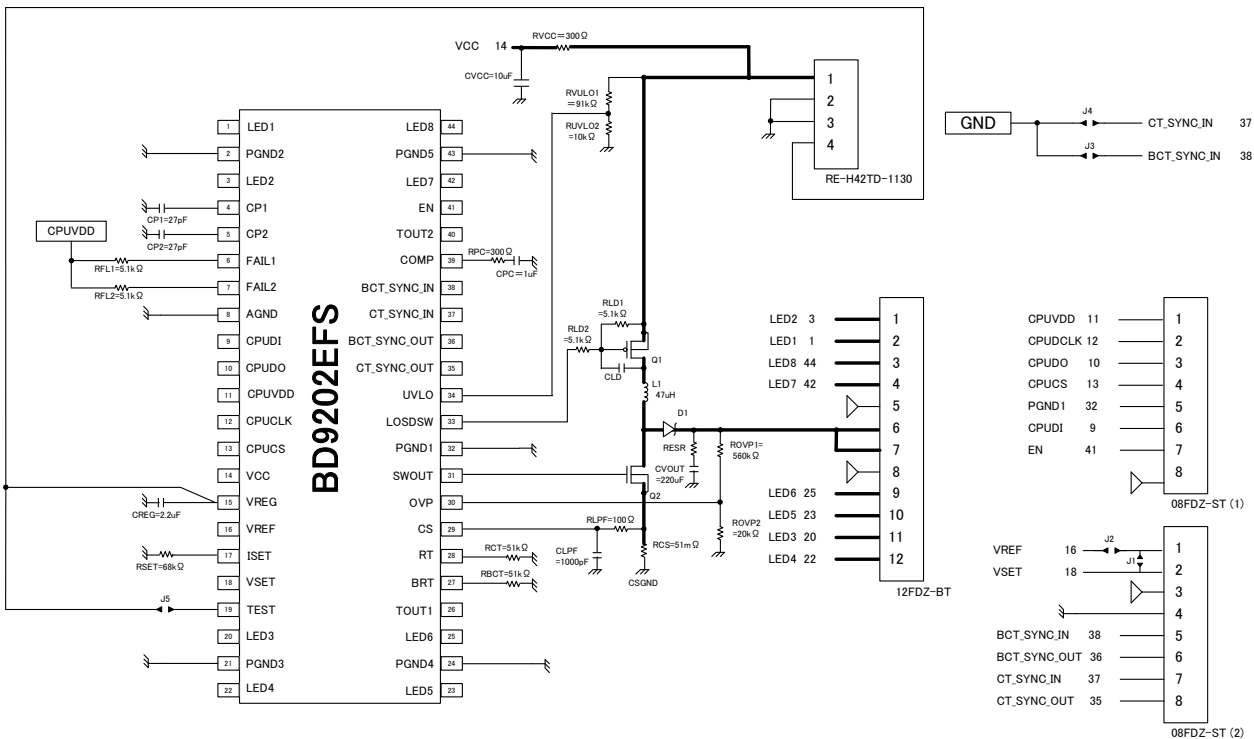 VCC 14
RVCC=300Ω
CVCC=10uF
RVULO1
=91kΩ
RUVLO2
=10kΩ
1
2
3
4
RE-H42TD-1130
GND
J4
CT_SYNC_IN 37
J3
BCT_SYNC_IN 38
BD9202EFS
1 LED1
2 PGND2
3 LED2
4 CP1
5 CP2
6 FAIL1
7 FAIL2
8 AGND
9 CPUDI
10 CPUDO
11 CPUVDD
12 CPUCLK
13 CPUCS
14 VCC
15 VREG
16 VREF
17 ISET
18 VSET
19 TEST
20 LED3
21 PGND3
22 LED4
LED8 44
PGND5 43
LED7 42
EN 41
TOUT2 40
COMP 39
BCT_SYNC_IN 38
CT_SYNC_IN 37
BCT_SYNC_OUT 36
CT_SYNC_OUT 35
UVLO 34
LOSDSW 33
PGND1 32
SWOUT 31
OVP 30
CS 29
RT 28
BRT 27
TOUT1 26
LED6 25
PGND4 24
LED5 23
CP1=27pF
CP2=27pF
CPUVDD
RFL1=5.1kΩ
RFL2=5.1kΩ
CREG=2.2uF
RSET=68kΩ
J5
RPC=300Ω
CPC=1uF
RLD1
=5.1kΩ
RLD2
=5.1kΩ
Q1
CLD
L1
47uH
D1
RESR
CVOUT
=220uF
ROVP1=
560kΩ
Q2
ROVP2
=20kΩ
RLPF=100Ω
CLPF
=1000pF
RCS=51mΩ
CSGND
RCT=51kΩ
RBCT=51kΩ
LED2 3 1
LED1 1 2
LED8 44 3
LED7 42 4
5
6
7
8
LED6 25 9
LED5 23 10
LED3 20 11
LED4 22 12
12FDZ-BT
CPUVDD 11 1
CPUDCLK 12 2
CPUDO 10 3
CPUCS 13 4
PGND1 32 5
CPUDI 9 6
EN 41 7
8
08FDZ-ST (1)
VREF 16 J2 1
J1
VSET 18 2
3
4
BCT_SYNC_IN 38 5
BCT_SYNC_OUT 36 6
CT_SYNC_IN 37 7
CT_SYNC_OUT 35 8
08FDZ-ST (2)